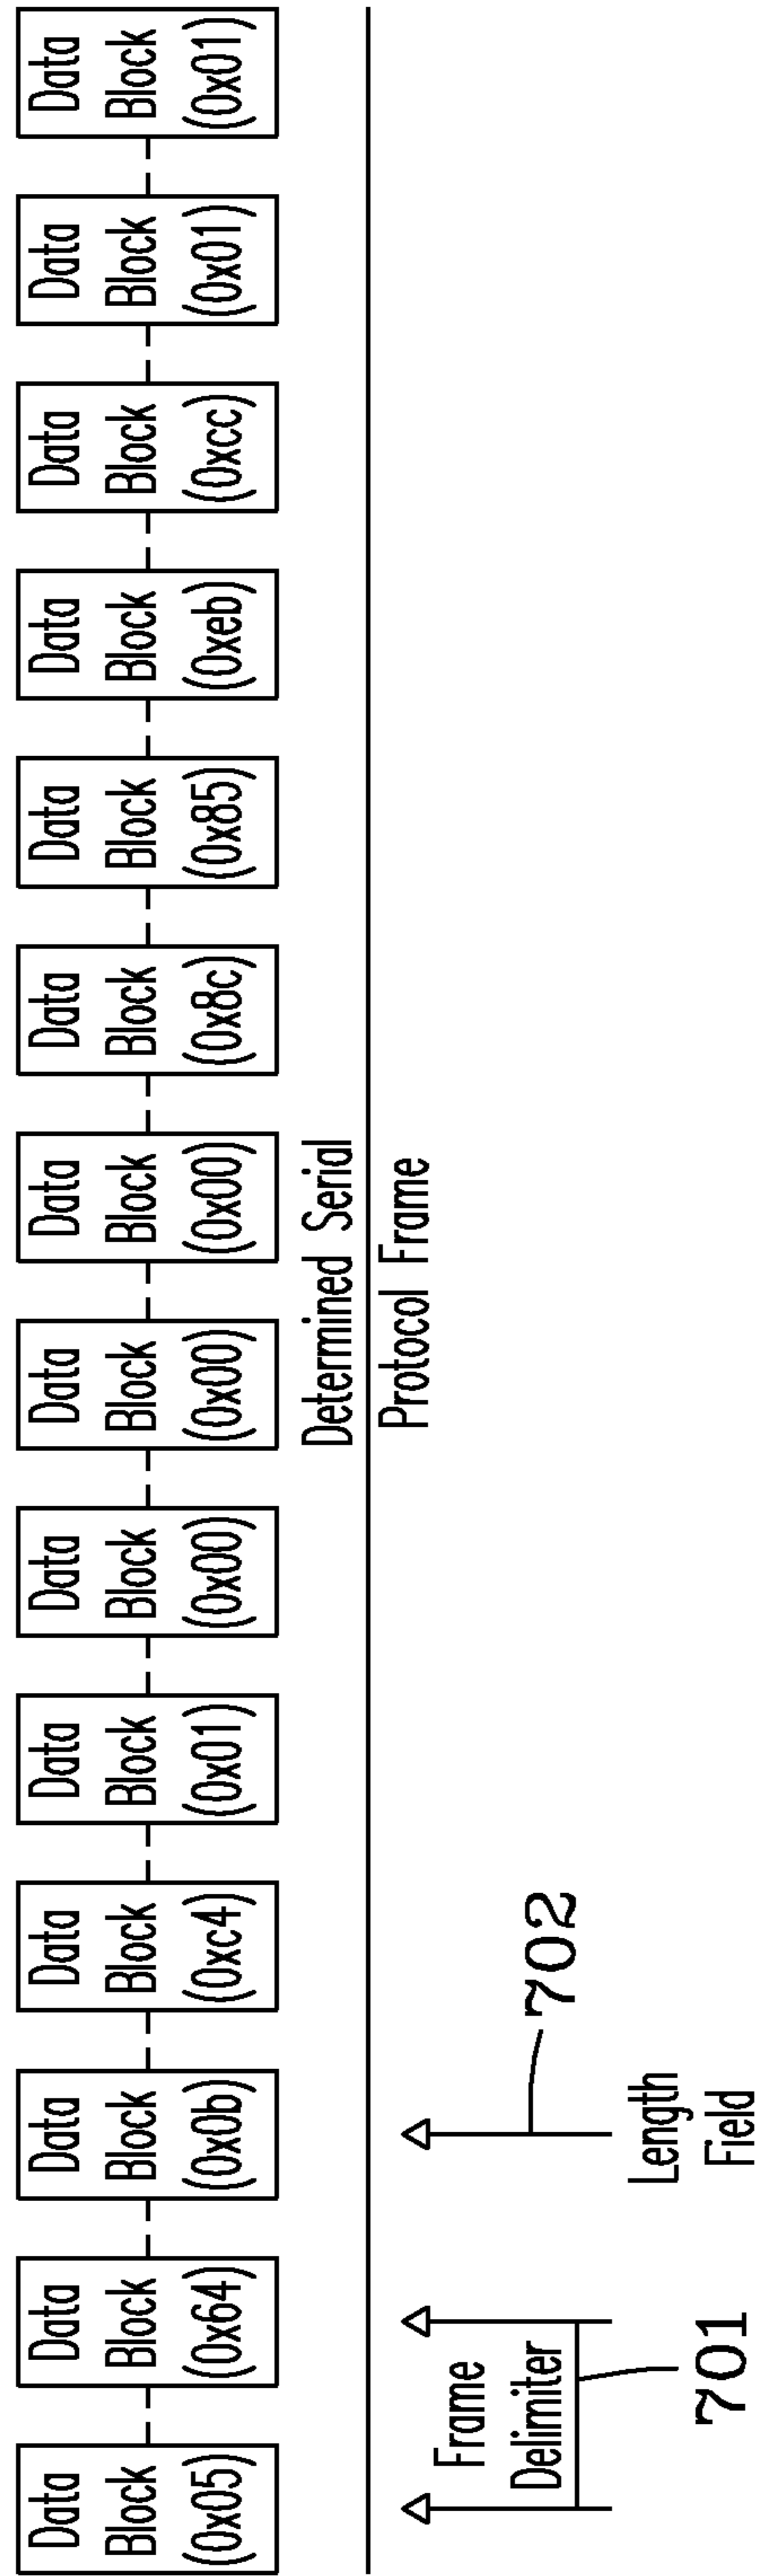 Data
Block
(0x05)
Data
Block
(0x64)
Data
Block
(0x0b)
Data
Block
(0xc4)
Data
Block
(0x01)
Data
Block
(0x00)
Data
Block
(0x00)
Data
Block
(0x00)
Data
Block
(0x8c)
Data
Block
(0x85)
Data
Block
(0xeb)
Data
Block
(0xcc)
Data
Block
(0x01)
Data
Block
(0x01)
Determined Serial
Protocol Frame
Frame
Delimiter
701
702
Length
Field